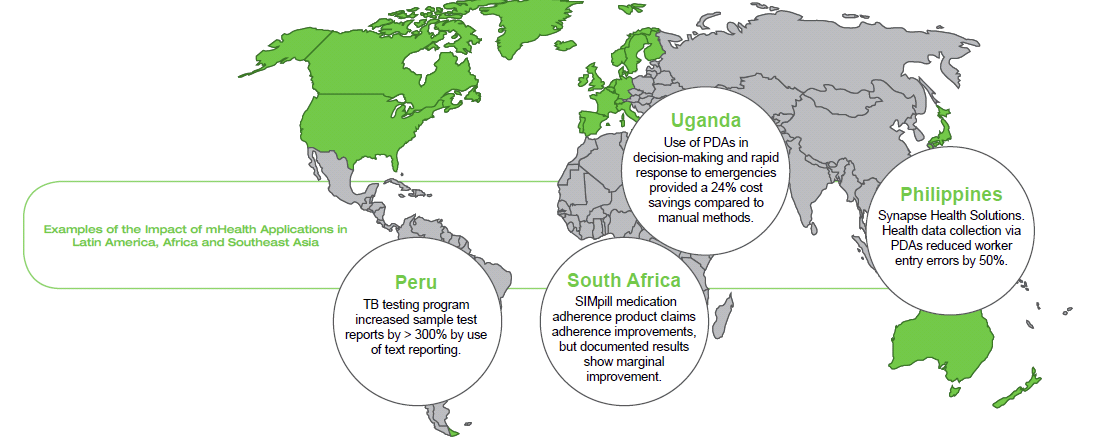 Examples of the Impact of mHealth Applications in
Latin America, Africa and Southeast Asia
Uganda
Use of PDAs in
decision-making and rapid
response to emergencies
provided a 24% cost
savings compared to
manual methods.
Philippines
Synapse Health Solutions.
Health data collection via
PDAs reduced worker
entry errors by 50%.
Peru
TB testing program
increased sample test
reports by > 300% by use
of text reporting.
South Africa
SIMpill medication
adherence product claims
adherence improvements,
but documented results
show marginal
improvement.